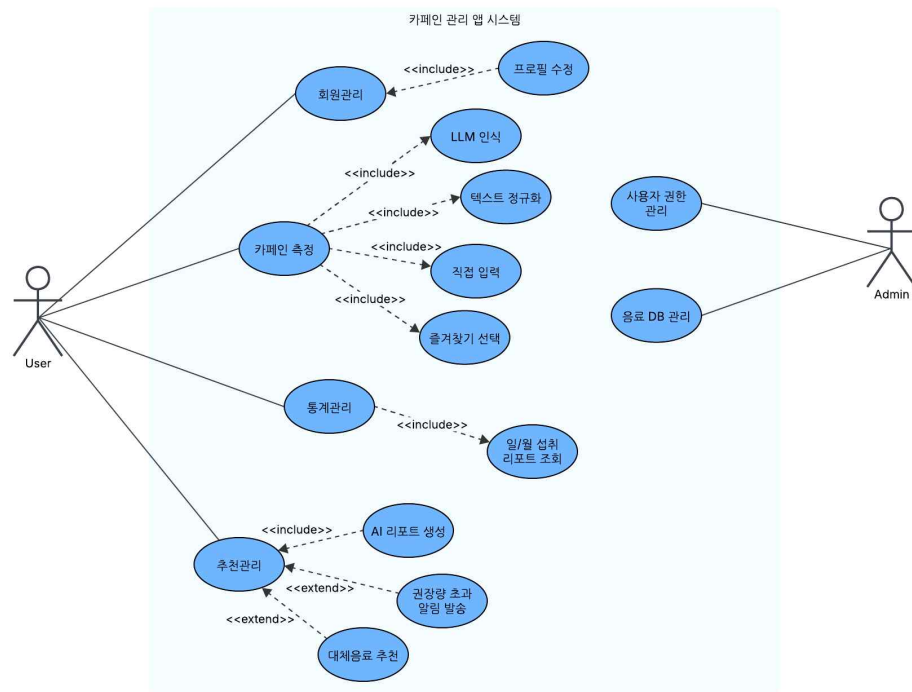 카페인 관리 앱 시스템
<<include>>
프로필 수정
회원관리
LLM 인식
<<include>>
텍스트 정규화
<<include>>
사용자 권한
관리
카페인 측정
<<include>>
직접 입력
Admin
<<include>>
음료 DB 관리
즐겨찾기 선택
User
통계관리
<<include>>
일/월 섭취
리포트 조회
<<include>>
AI 리포트 생성
추천관리
<<extend>>
권장량 초과
알림 발송
<<extend>>
대체음료 추천